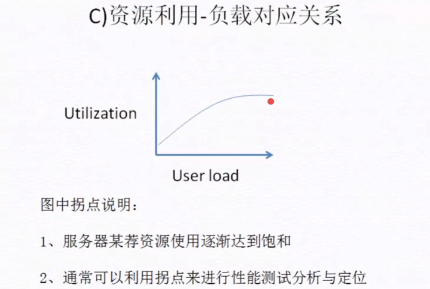 C)资源利用-负载对应关系
Utilization
User load
图中拐点说明：
1、服务器某荐资源使用逐渐达到饱和
2、通常可以利用拐点来进行性能测试分析与定位